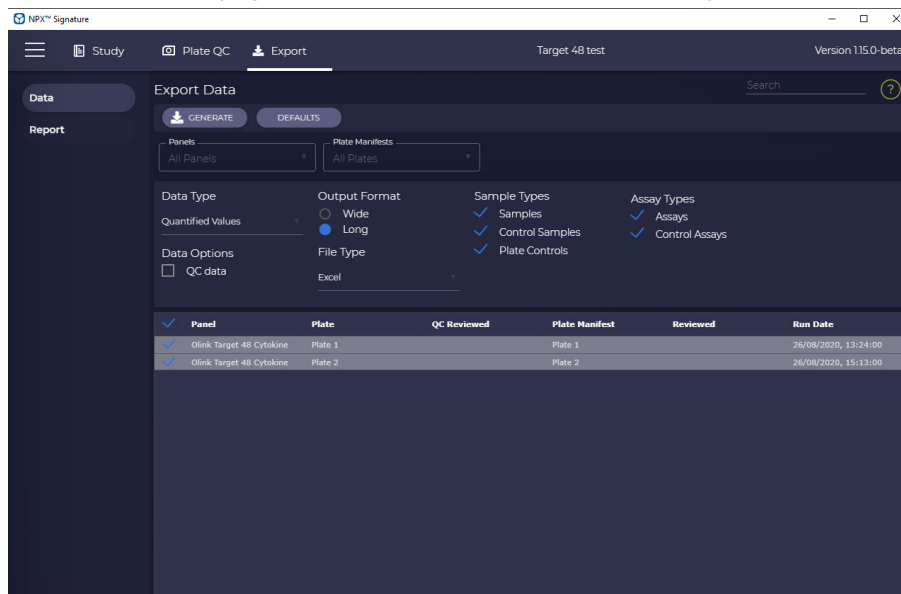 NPX™ Signature
Study Plate QC Export Target 48 test Version 1.15.0-beta
Data
Report
Export Data Search ?
GENERATE DEFAULTS
Panels Plate Manifests
All Panels All Plates
Data Type Output Format Sample Types Assay Types
Wide Samples Assays
Quantified Values Long Control Samples Control Assays
Data Options File Type Plate Controls
QC data Excel
Panel Plate QC Reviewed Plate Manifest Reviewed Run Date
Olink Target 48 Cytokine Plate 1 Plate 1 26/08/2020, 13:24:00
Olink Target 48 Cytokine Plate 2 Plate 2 26/08/2020, 15:13:00